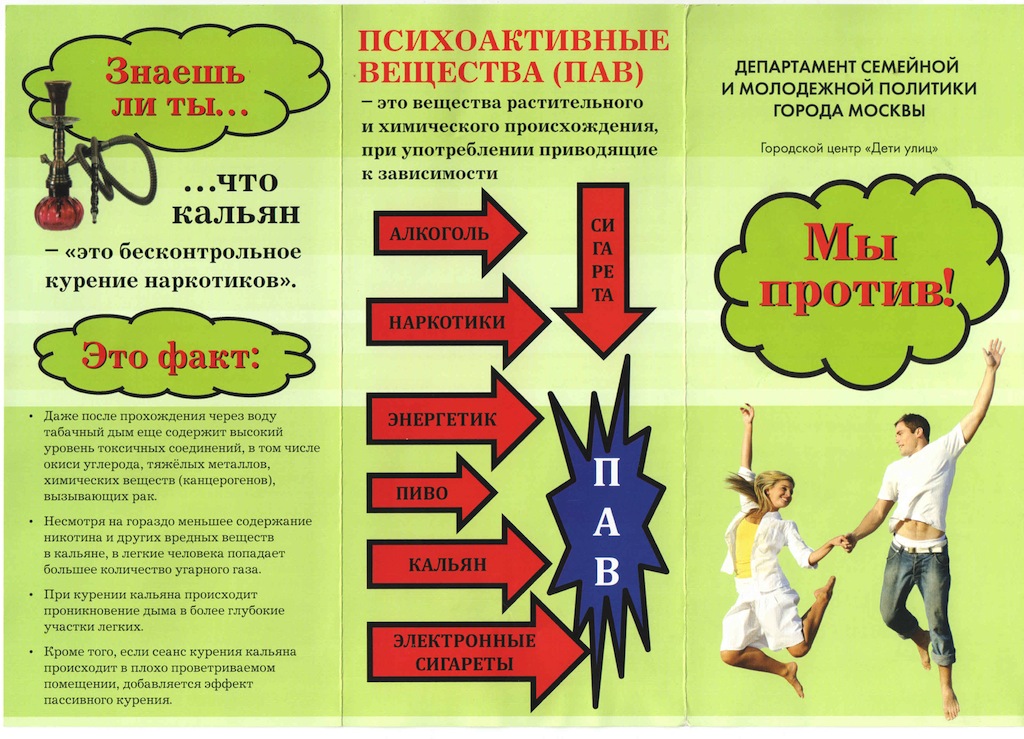 Знаешь
ли ты...
...что
кальян
– «это бесконтрольное
курение наркотиков».
Это факт:
• Даже после прохождения через воду
табачный дым еще содержит высокий
уровень токсичных соединений, в том числе
окиси углерода, тяжёлых металлов,
химических веществ (канцерогенов),
вызывающих рак.
• Несмотря на гораздо меньшее содержание
никотина и других вредных веществ
в кальяне, в легкие человека попадает
большее количество угарного газа.
• При курении кальяна происходит
проникновение дыма в более глубокие
участки легких.
• Кроме того, если сеанс курения кальяна
происходит в плохо проветриваемом
помещении, добавляется эффект
пассивного курения.
ПСИХОАКТИВНЫЕ
ВЕЩЕСТВА (ПАВ)
– это вещества растительного
и химического происхождения,
при употреблении приводящие
к зависимости
АЛКОГОЛЬ
СИ
ГА
РЕ
ТА
НАРКОТИКИ
ЭНЕРГЕТИК
ПИВО
КАЛЬЯН
ЭЛЕКТРОННЫЕ
СИГАРЕТЫ
П
А
В
ДЕПАРТАМЕНТ СЕМЕЙНОЙ
И МОЛОДЕЖНОЙ ПОЛИТИКИ
ГОРОДА МОСКВЫ
Городской центр «Дети улиц»
Мы
против!